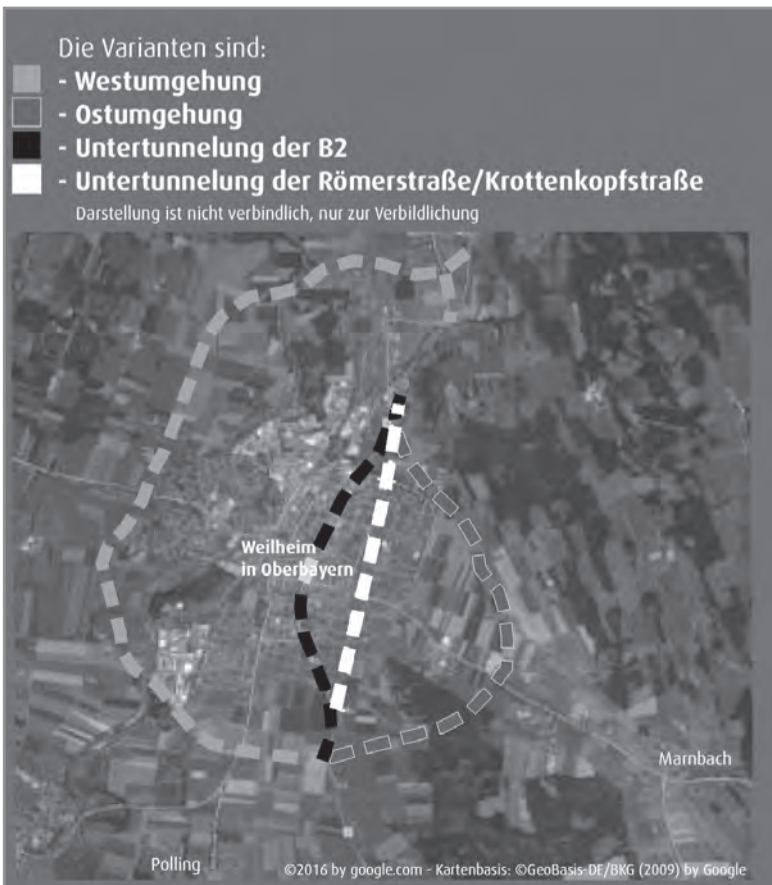 Die Varianten sind:
- Westumgehung
- Ostumgehung
- Untertunnelung der B2
- Untertunnelung der Römerstraße/Krottenkopfstraße
Darstellung ist nicht verbindlich, nur zur Verbildlichung
Weilheim
in Oberbayern
Marnbach
Polling
©2016 by google.com - Kartenbasis: ©GeoBasis-DE/BKG (2009) by Google